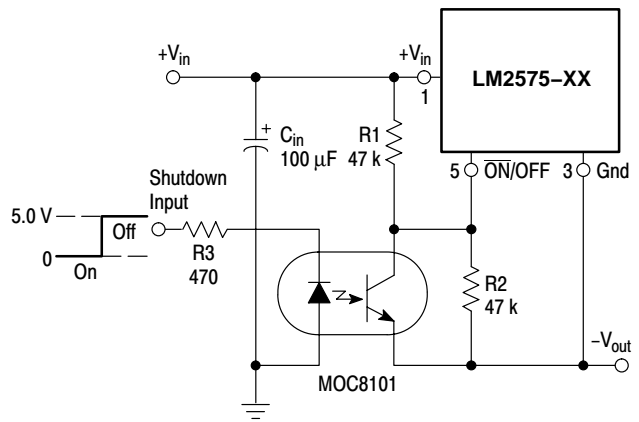 +Vin
+Vin
1
LM2575–XX
Cin
100 μF
+
R1
47 k
5
ON/OFF
3
Gnd
Shutdown
Input
5.0 V
Off
0
On
R3
470
R2
47 k
–Vout
MOC8101